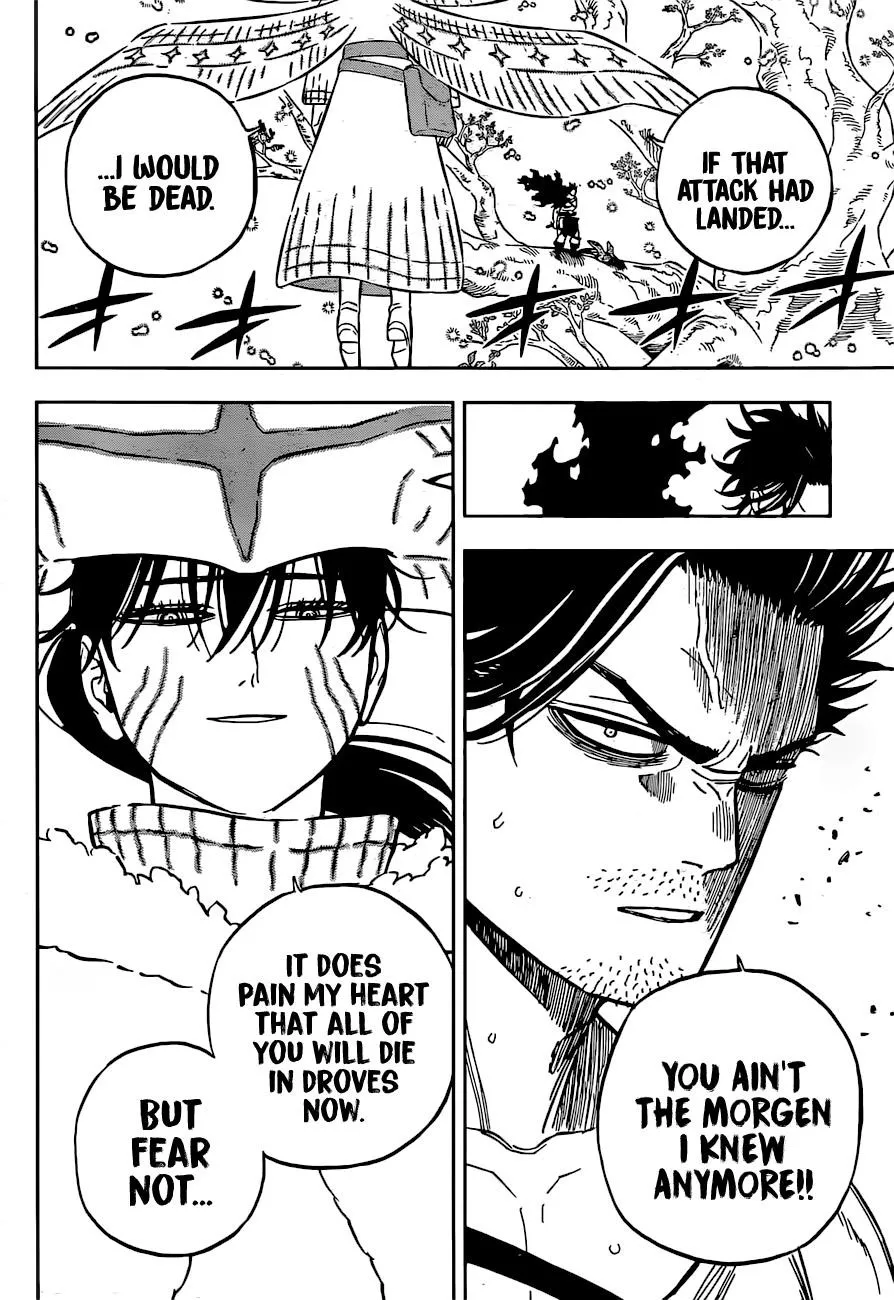 IF THAT
ATTACK HAD
LANDED...
...I WOULD
BE DEAD.
YOU AIN'T
THE MORGEN
I KNEW
ANYMORE!!
IT DOES
PAIN MY HEART
THAT ALL OF
YOU WILL DIE
IN DROVES
NOW.
BUT
FEAR
NOT...